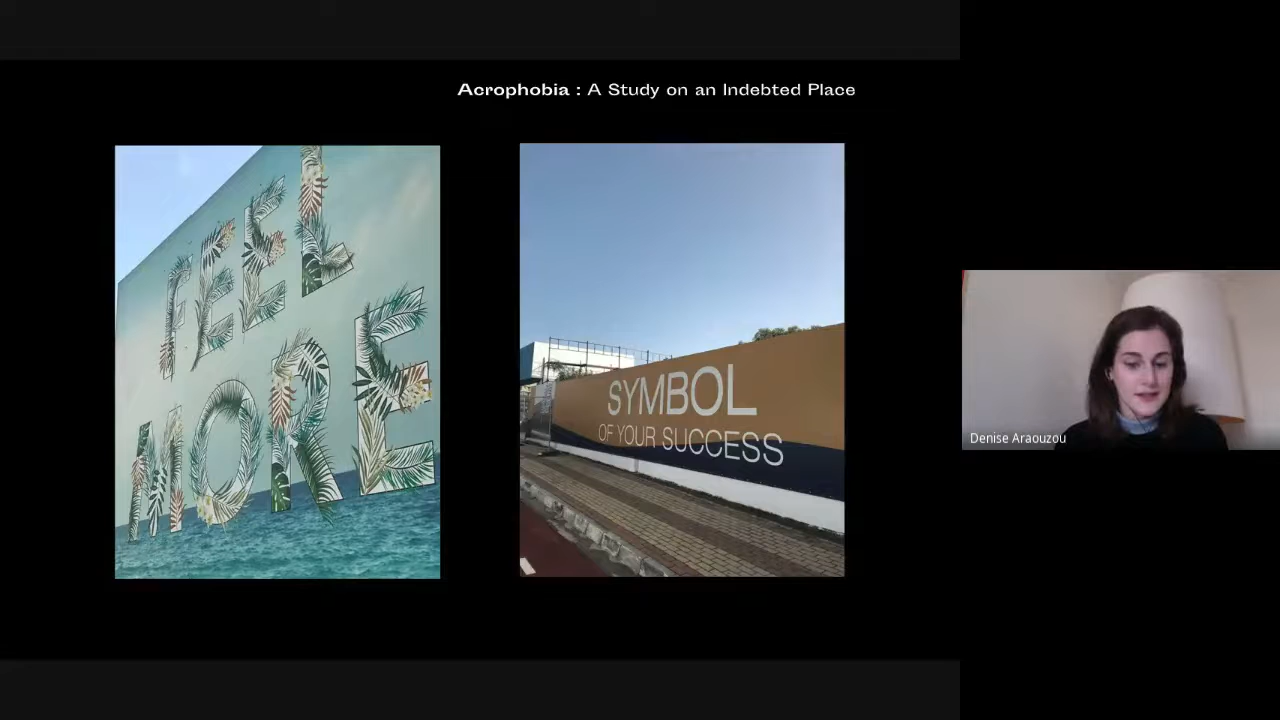 Acrophobia : A Study on an Indebted Place
FEEL
MORE
SYMBOL
OF YOUR SUCCESS
Denise Araouzou